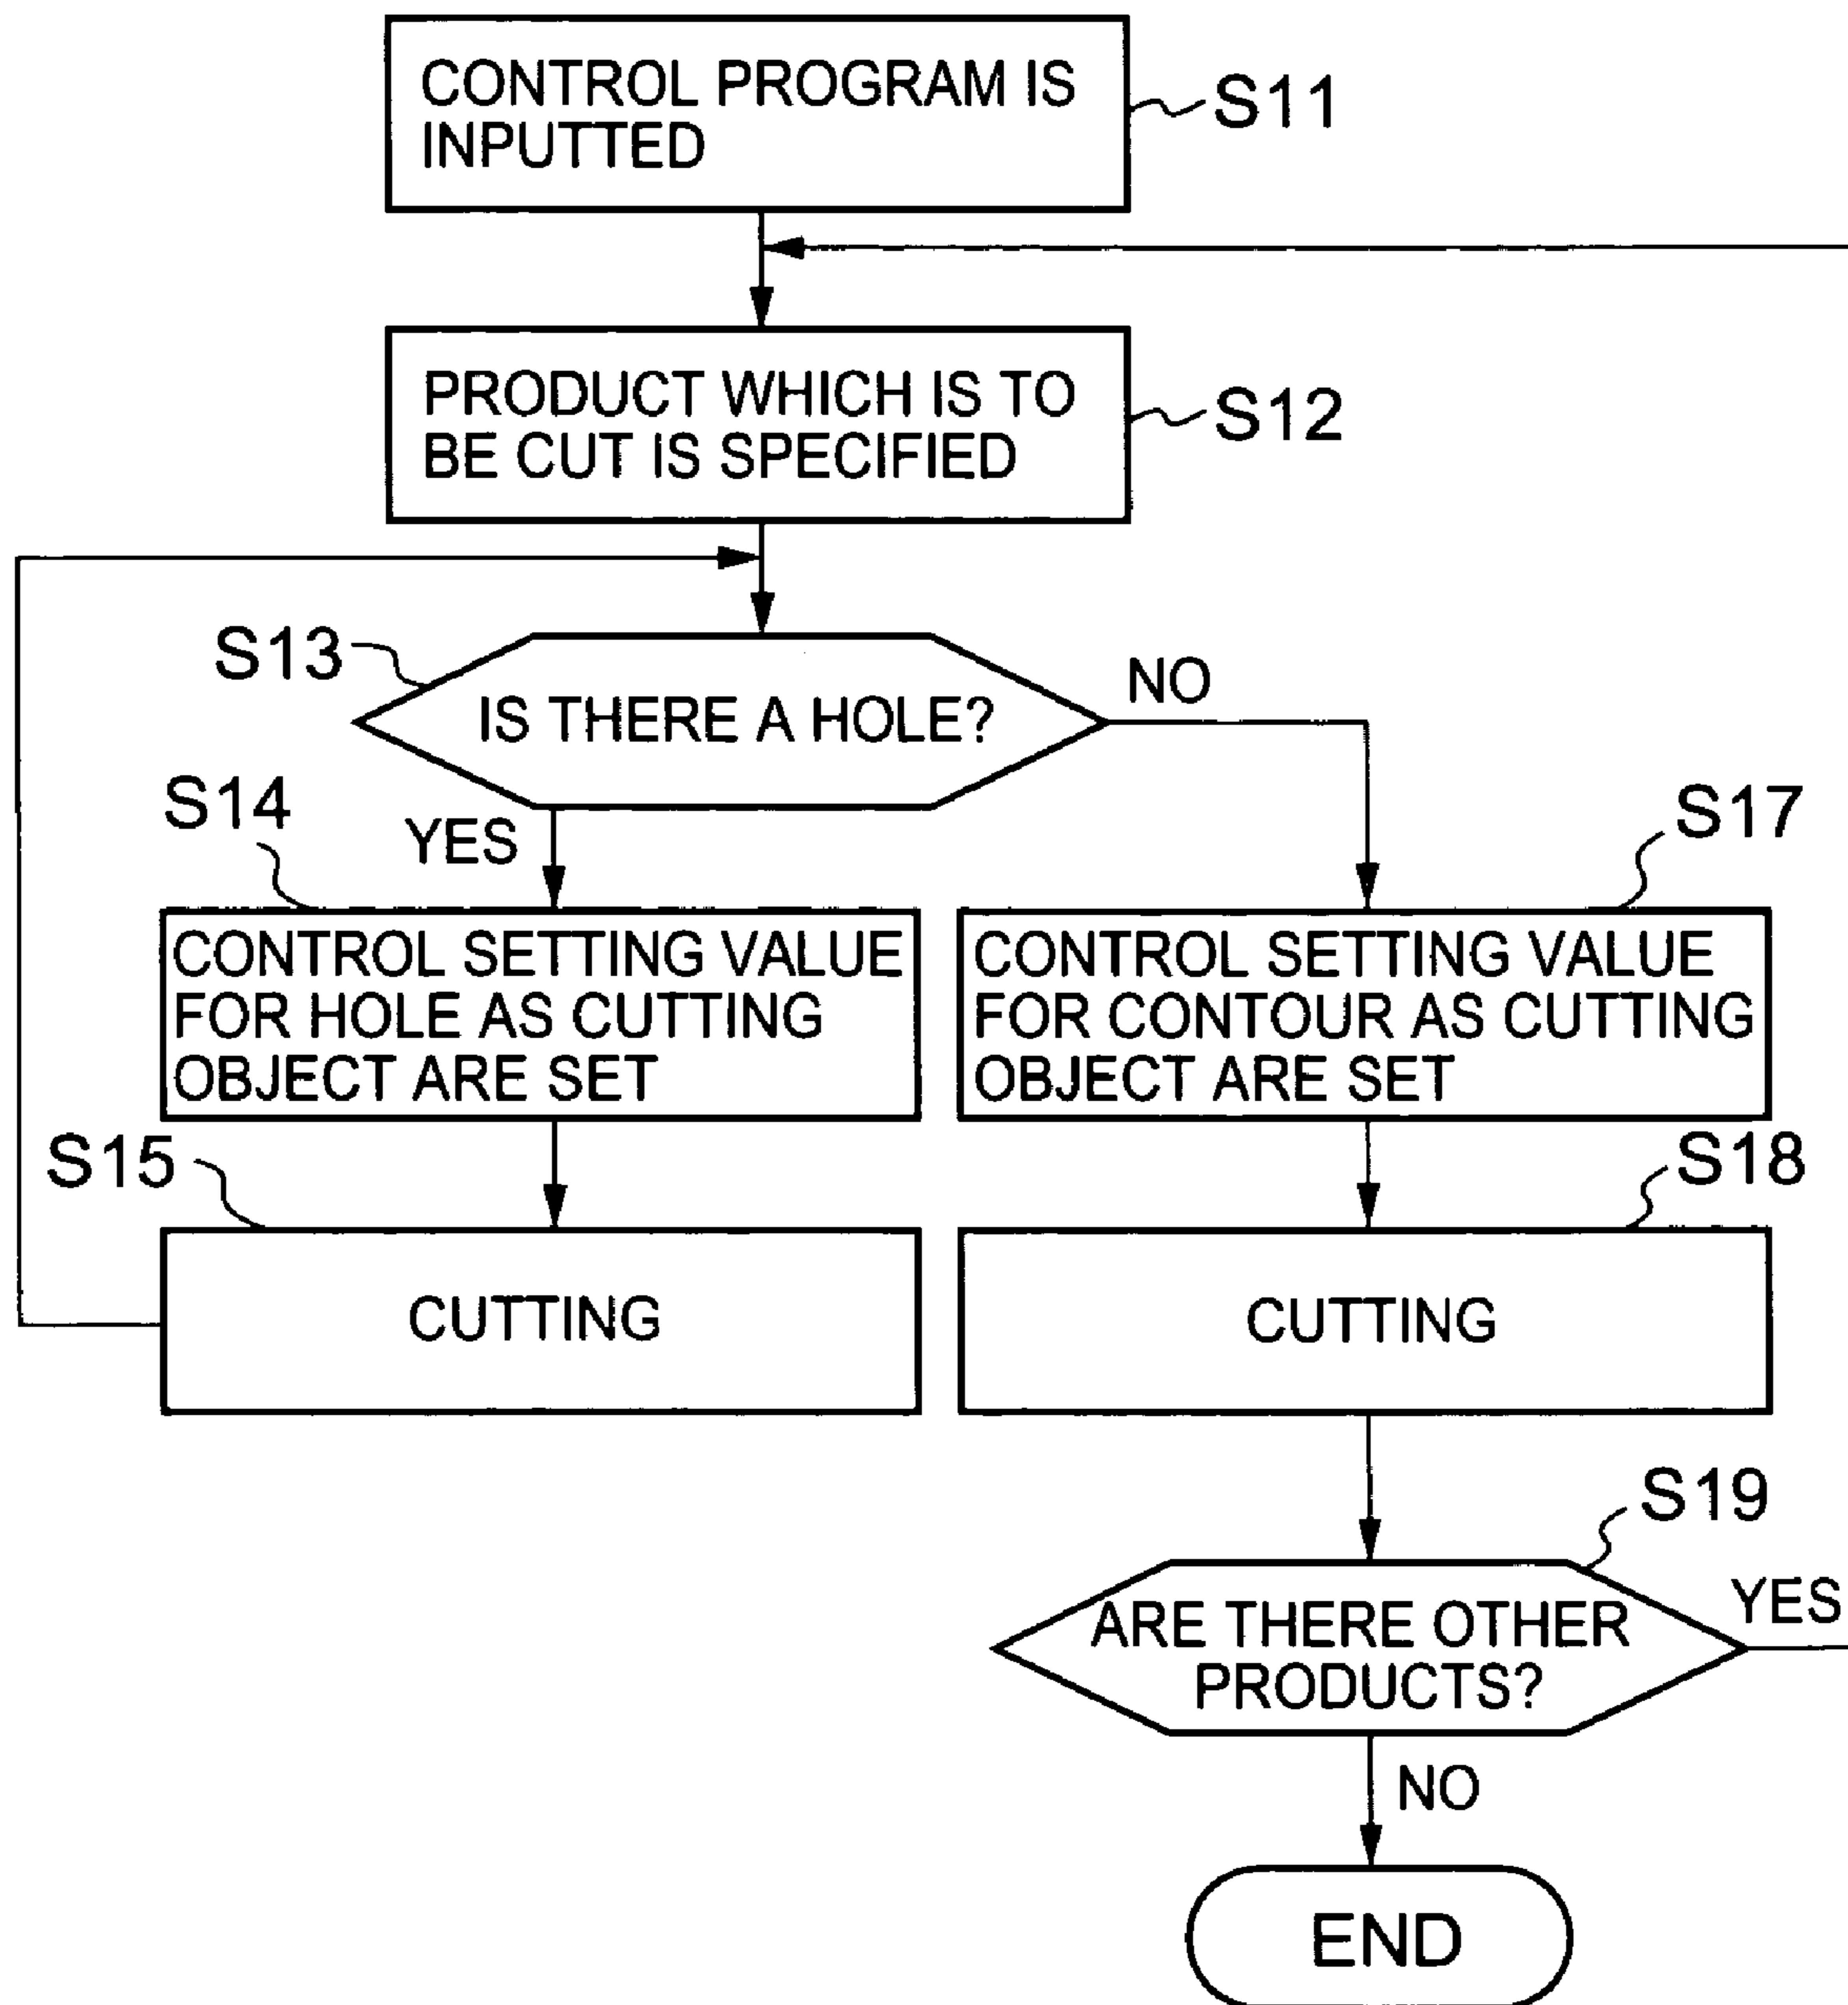 CONTROL PROGRAM IS
INPUTTED
S11
PRODUCT WHICH IS TO
BE CUT IS SPECIFIED
S12
S13
IS THERE A HOLE?
NO
S14
YES
S17
CONTROL SETTING VALUE
FOR HOLE AS CUTTING
OBJECT ARE SET
CONTROL SETTING VALUE
FOR CONTOUR AS CUTTING
OBJECT ARE SET
S15
S18
CUTTING
CUTTING
S19
ARE THERE OTHER
PRODUCTS?
YES
NO
END